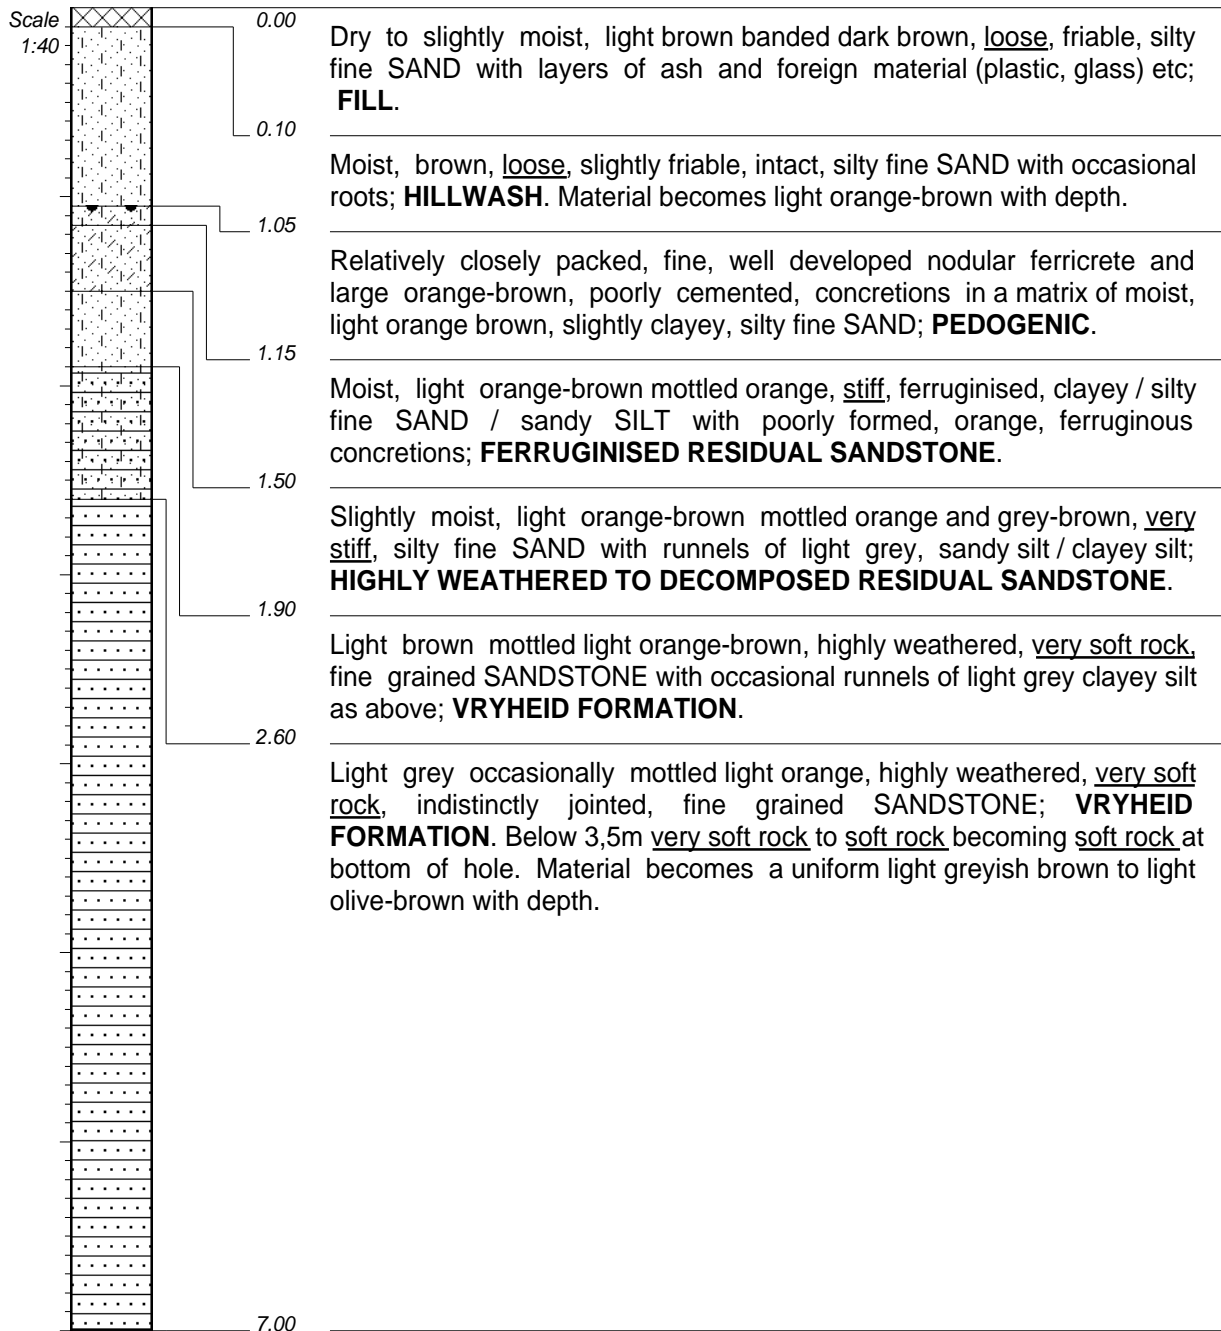 Scale
1:40
0.00
Dry to slightly moist, light brown banded dark brown, loose, friable, silty
fine SAND with layers of ash and foreign material (plastic, glass) etc;
FILL.
0.10
Moist, brown, loose, slightly friable, intact, silty fine SAND with occasional
roots; HILLWASH. Material becomes light orange-brown with depth.
1.05
Relatively closely packed, fine, well developed nodular ferricrete and
large orange-brown, poorly cemented, concretions in a matrix of moist,
light orange brown, slightly clayey, silty fine SAND; PEDOGENIC.
1.15
Moist, light orange-brown mottled orange, stiff, ferruginised, clayey / silty
fine SAND / sandy SILT with poorly formed, orange, ferruginous
concretions; FERRUGINISED RESIDUAL SANDSTONE.
1.50
Slightly moist, light orange-brown mottled orange and grey-brown, very
stiff, silty fine SAND with runnels of light grey, sandy silt / clayey silt;
HIGHLY WEATHERED TO DECOMPOSED RESIDUAL SANDSTONE.
1.90
Light brown mottled light orange-brown, highly weathered, very soft rock,
fine grained SANDSTONE with occasional runnels of light grey clayey silt
as above; VRYHEID FORMATION.
2.60
Light grey occasionally mottled light orange, highly weathered, very soft
rock, indistinctly jointed, fine grained SANDSTONE; VRYHEID
FORMATION. Below 3,5m very soft rock to soft rock becoming soft rock at
bottom of hole. Material becomes a uniform light greyish brown to light
olive-brown with depth.
7.00